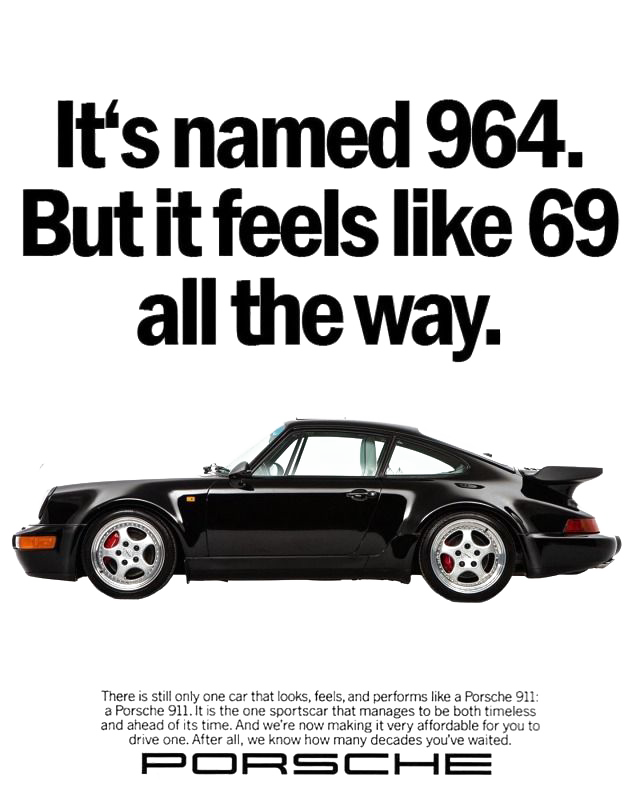 It‘s named 964.
But it feels like 69
all the way.
There is still only one car that looks, feels, and performs like a Porsche 911:
a Porsche 911. It is the one sportscar that manages to be both timeless
and ahead of its time. And we're now making it very affordable for you to
drive one. After all, we know how many decades you've waited.
PORSCHE